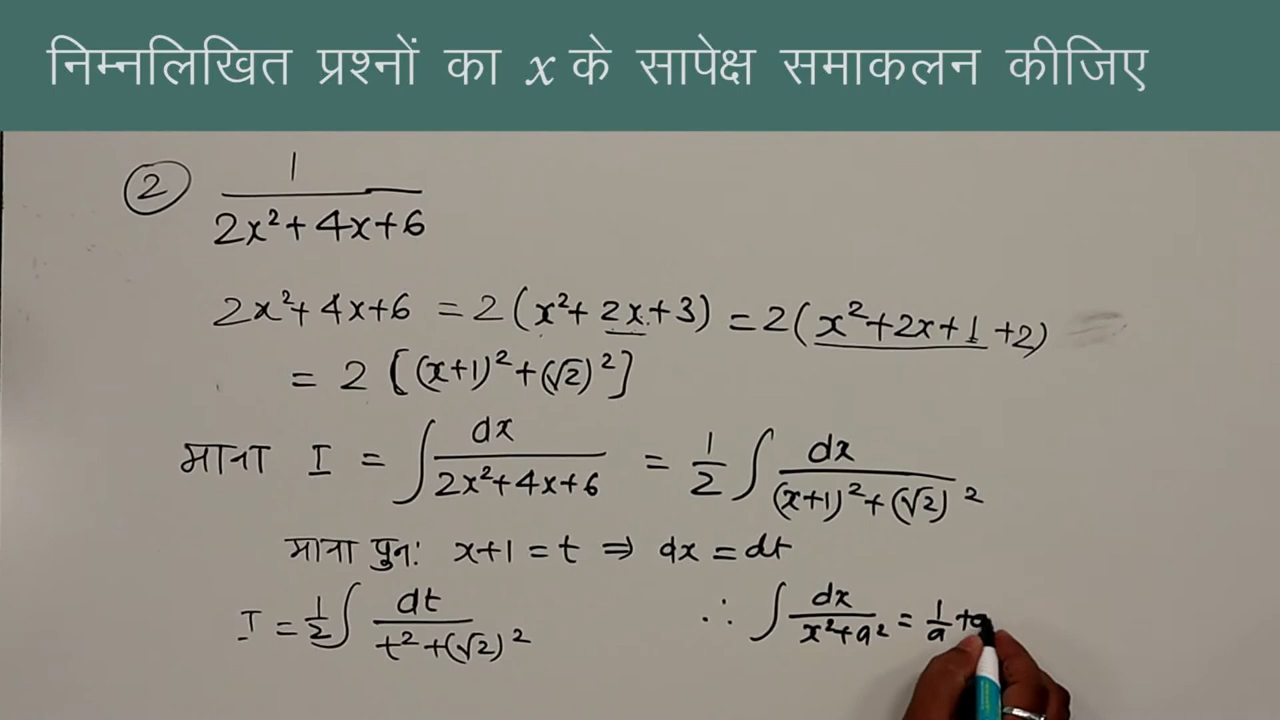 निम्नलिखित प्रश्नों का x के सापेक्ष समाकलन कीजिए
② 1/(2x²+4x+6)
2x²+4x+6 = 2(x²+2x+3) = 2(x²+2x+1+2)
= 2[(x+1)²+(√2)²]
माना I = ∫ dx/(2x²+4x+6) = 1/2 ∫ dx/((x+1)²+(√2)²)
माना पुनः x+1 = t ⇒ dx = dt
I = 1/2 ∫ dt/(t²+(√2)²) ∴ ∫ dx/(x²+a²) = 1/a